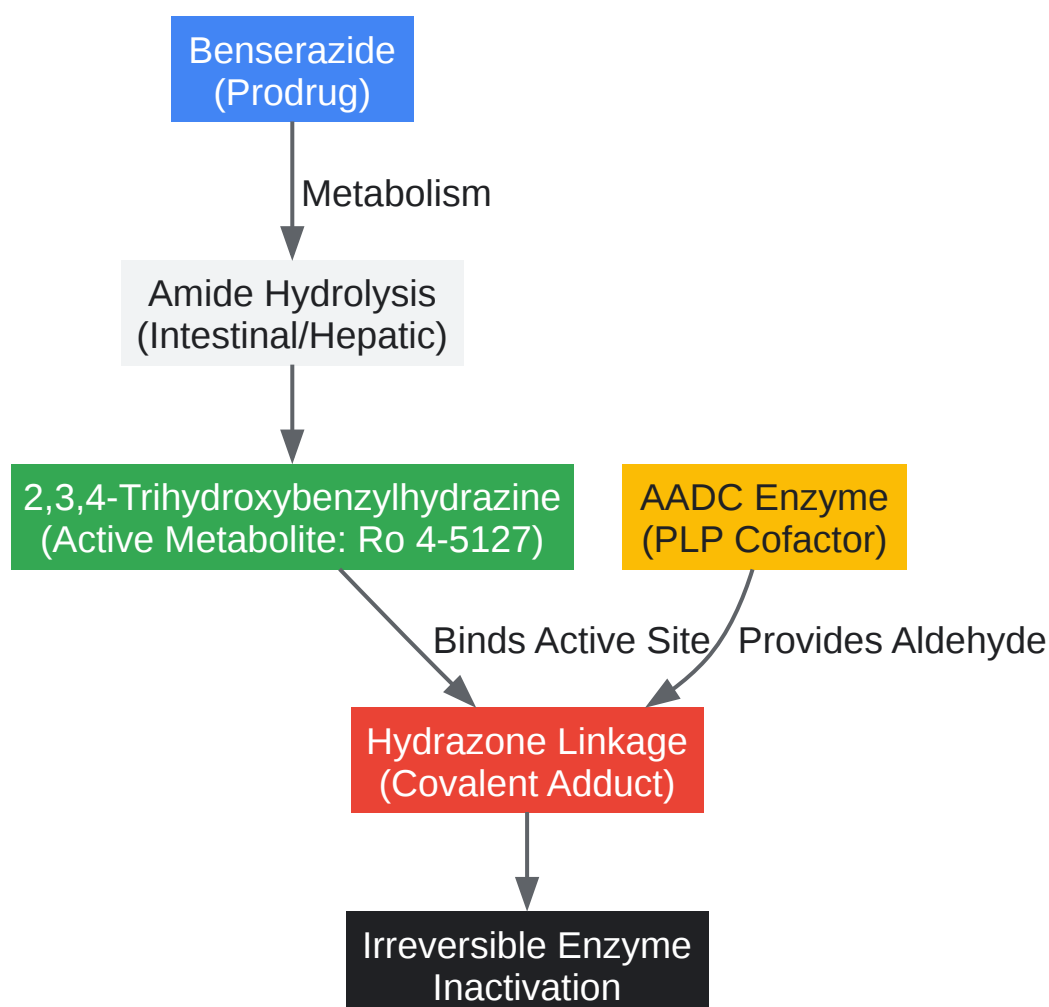 Benserazide
(Prodrug)
Metabolism
Amide Hydrolysis
(Intestinal/Hepatic)
2,3,4-Trihydroxybenzylhydrazine
(Active Metabolite: Ro 4-5127)
AADC Enzyme
(PLP Cofactor)
Binds Active Site
Provides Aldehyde
Hydrazone Linkage
(Covalent Adduct)
Irreversible Enzyme
Inactivation